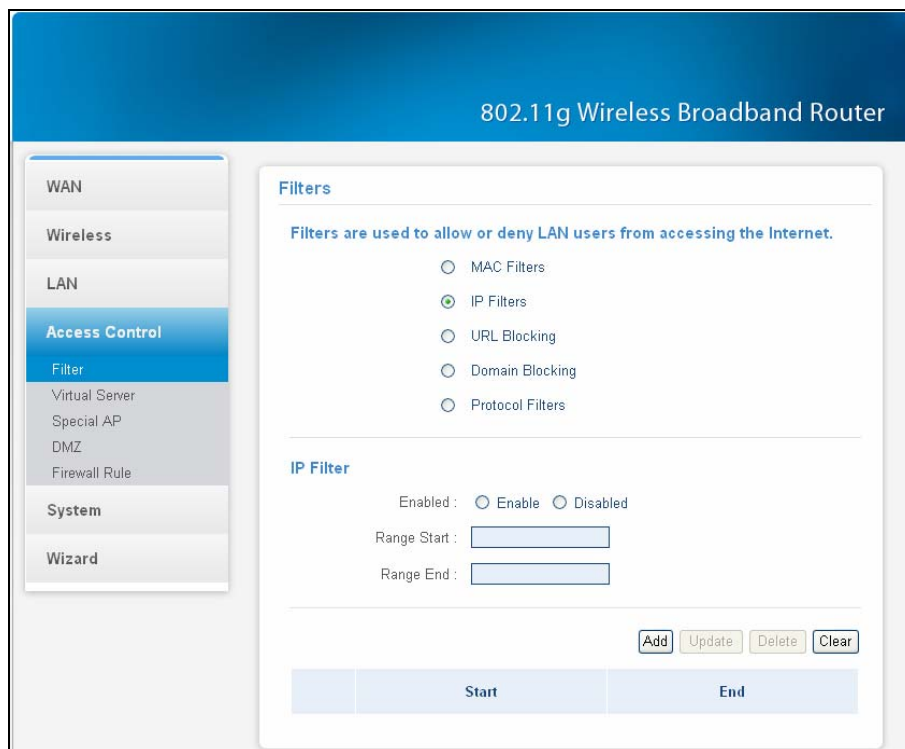 802.11g Wireless Broadband Router
WAN
Wireless
LAN
Access Control
Filter
Virtual Server
Special AP
DMZ
Firewall Rule
System
Wizard
Filters
Filters are used to allow or deny LAN users from accessing the Internet.
MAC Filters
IP Filters
URL Blocking
Domain Blocking
Protocol Filters
IP Filter
Enabled : Enable Disabled
Range Start :
Range End :
Add Update Delete Clear
Start End